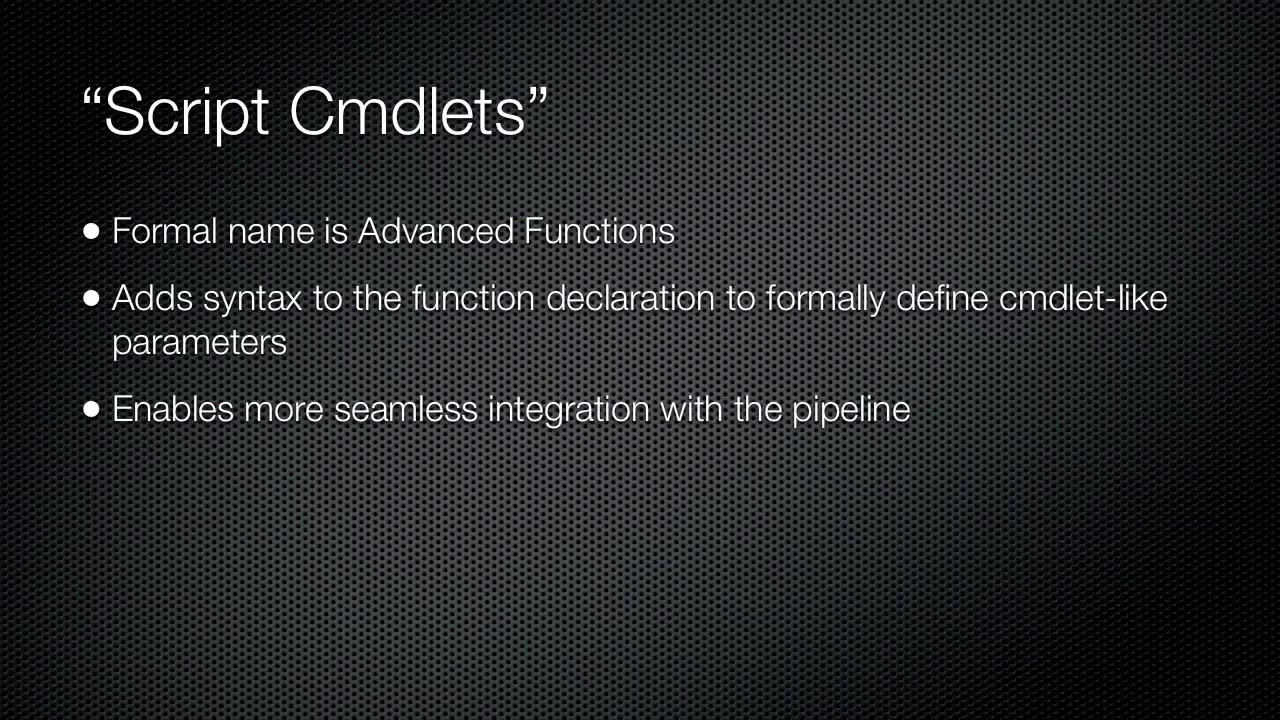 “Script Cmdlets”
• Formal name is Advanced Functions
• Adds syntax to the function declaration to formally define cmdlet-like
parameters
• Enables more seamless integration with the pipeline